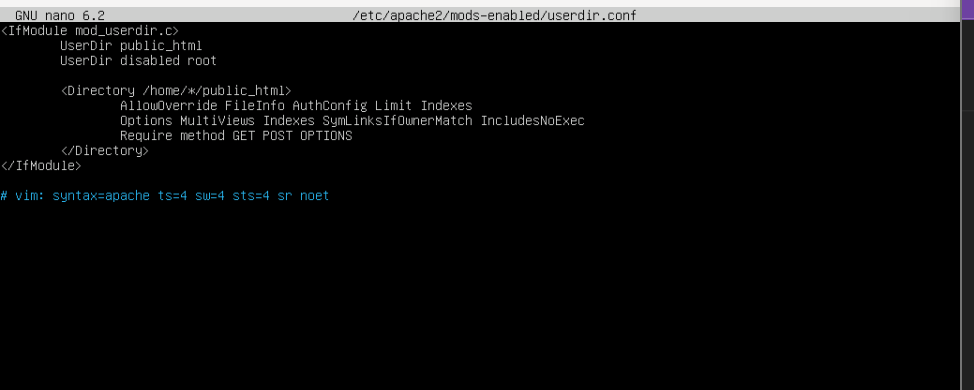 GNU nano 6.2 /etc/apache2/mods-enabled/userdir.conf
<IfModule mod_userdir.c>
UserDir public_html
UserDir disabled root
<Directory /home/*/public_html>
AllowOverride FileInfo AuthConfig Limit Indexes
Options MultiViews Indexes SymLinksIfOwnerMatch IncludesNoExec
Require method GET POST OPTIONS
</Directory>
</IfModule>
# vim: syntax=apache ts=4 sw=4 sts=4 sr noet